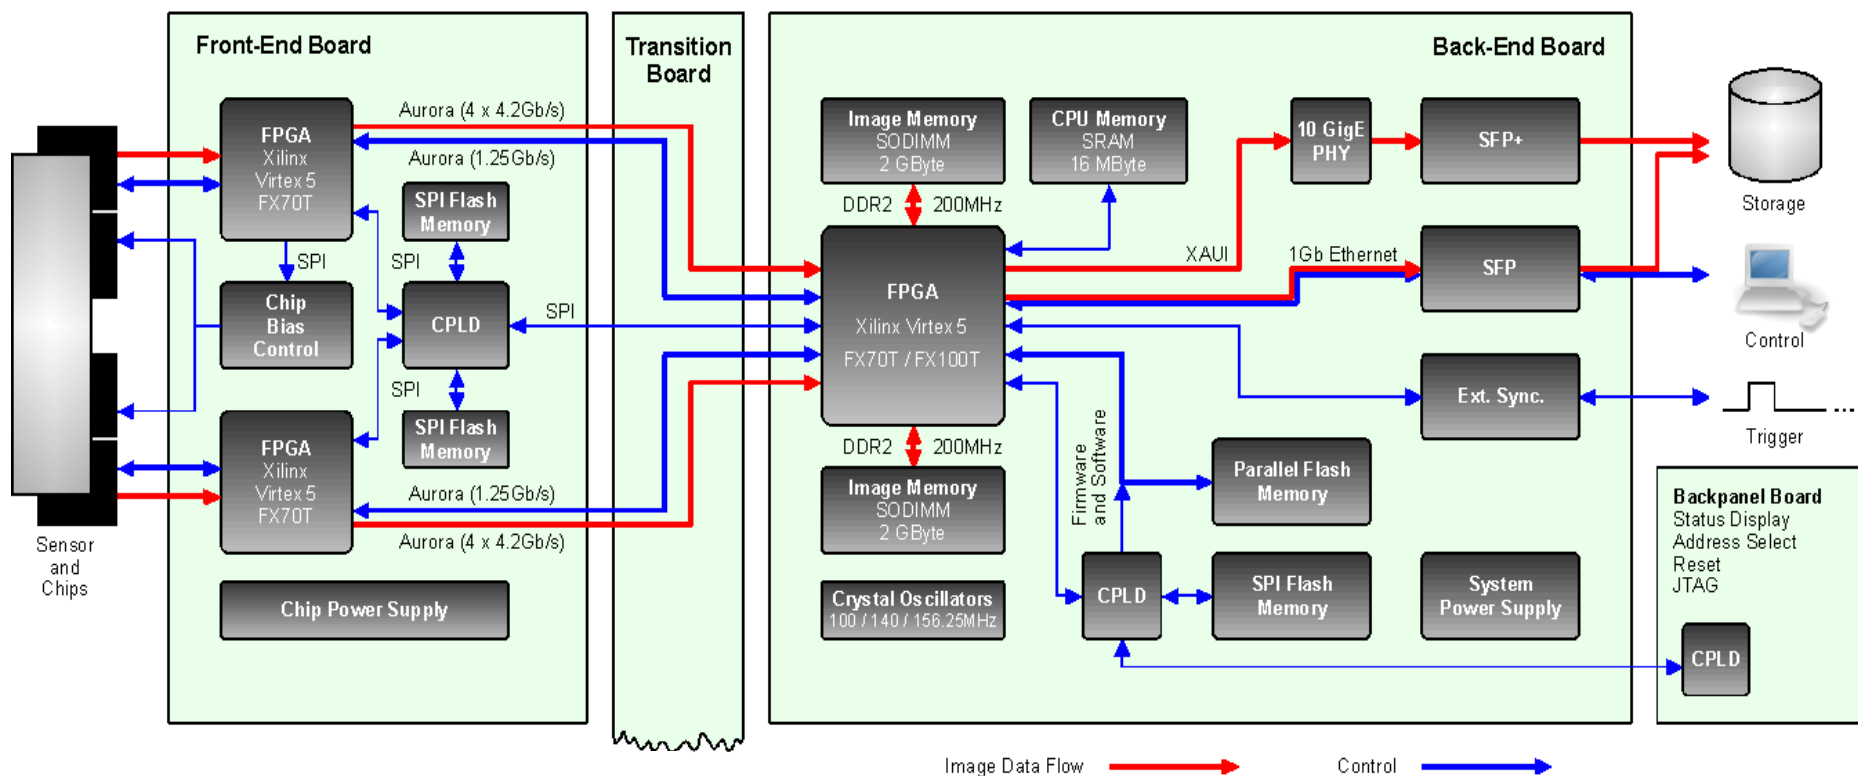 Front-End Board
Transition
Board
Back-End Board
Aurora (4 x 4.2Gb/s)
FPGA
Xilinx
Virtex 5
FX70T
Aurora (1.25Gb/s)
SPI Flash
Memory
SPI
SPI
Chip
Bias
Control
CPLD
SPI
SPI
SPI Flash
Memory
FPGA
Xilinx
Virtex 5
FX70T
Aurora (1.25Gb/s)
Aurora (4 x 4.2Gb/s)
Chip Power Supply
Sensor
and
Chips
Image Memory
SODIMM
2 GByte
CPU Memory
SRAM
16 MByte
10 GigE
PHY
SFP+
Storage
DDR2 200MHz
FPGA
Xilinx Virtex 5
FX70T / FX100T
XAUI
1Gb Ethernet
SFP
Control
Ext. Sync.
Trigger
...
DDR2 200MHz
Image Memory
SODIMM
2 GByte
Firmware
and Software
Parallel Flash
Memory
Crystal Oscillators
100 / 140 / 156.25MHz
CPLD
SPI Flash
Memory
System
Power Supply
Backpanel Board
Status Display
Address Select
Reset
JTAG
CPLD
Image Data Flow
Control